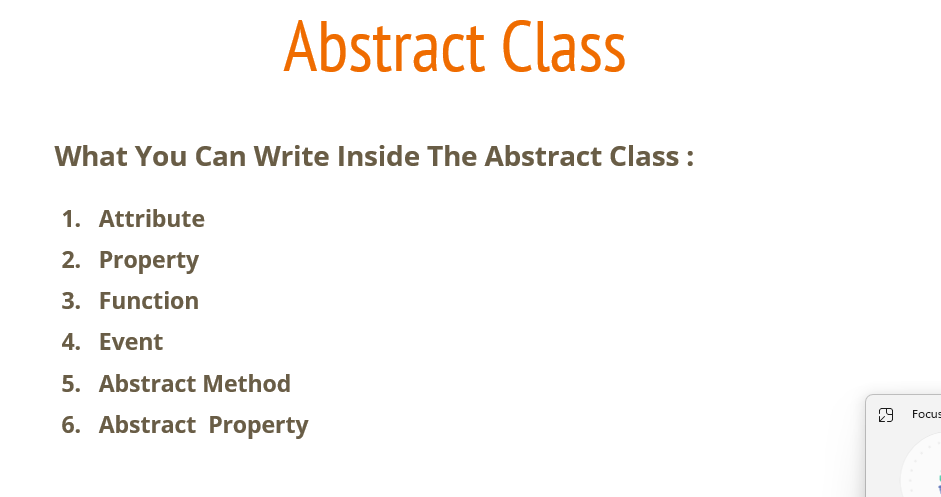 Abstract Class
What You Can Write Inside The Abstract Class :
1. Attribute
2. Property
3. Function
4. Event
5. Abstract Method
6. Abstract Property
Focus